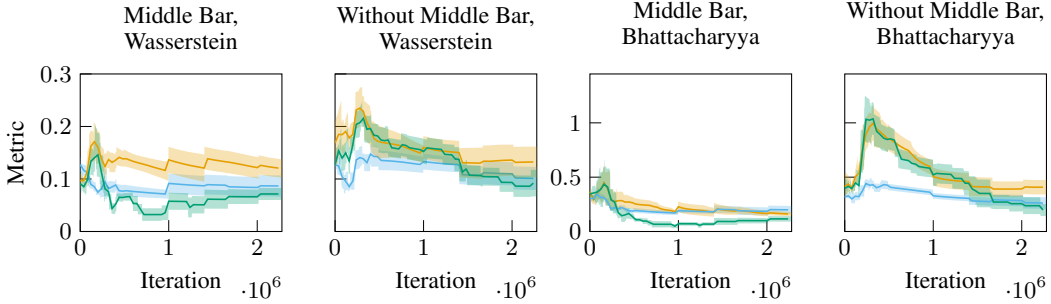 Middle Bar,
Wasserstein
Without Middle Bar,
Wasserstein
Middle Bar,
Bhattacharyya
Without Middle Bar,
Bhattacharyya
Metric
0.3
0.2
0.1
0
0 1 2
Iteration
·10^6
0 1 2
Iteration
·10^6
1
0.5
0
0 1 2
Iteration
·10^6
0 1 2
Iteration
·10^6